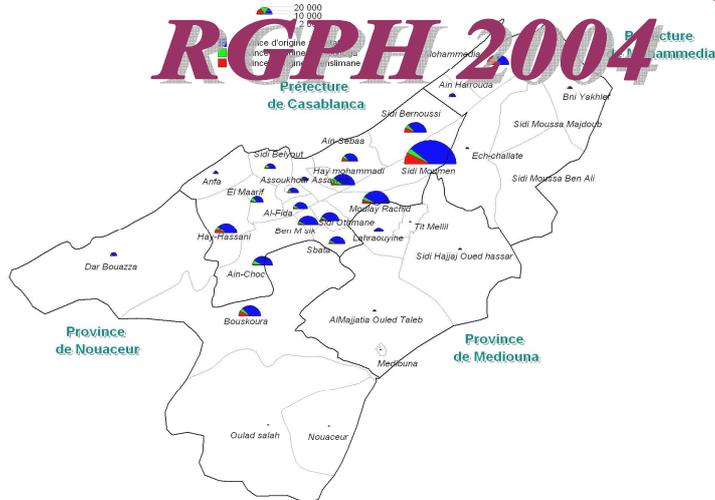 20 000
10 000
RGPH 2004
Préfecture
de Casablanca
Ain Harrouda
Bni Yakhlef
Sidi Bernoussi
Sidi Moussa Majdoub
Ain-Sebaa
Sidi Belyout
Hay mohammadi
Ech-challate
Sidi Moumen
Sidi Moussa Ben Ali
Anfa
El Maarif
Al-Fida
Moulay Rachid
Ben M'sik
Sidi Othmane
Tit Mellil
Hay-Hassani
Lahraouiyine
Sbata
Sidi Hajjaj Oued hassar
Dar Bouazza
Ain-Choc
Bouskoura
AlMajjatia Ouled Taleb
Province
de Nouaceur
Province
de Mediouna
Mediouna
Oulad salah
Nouaceur